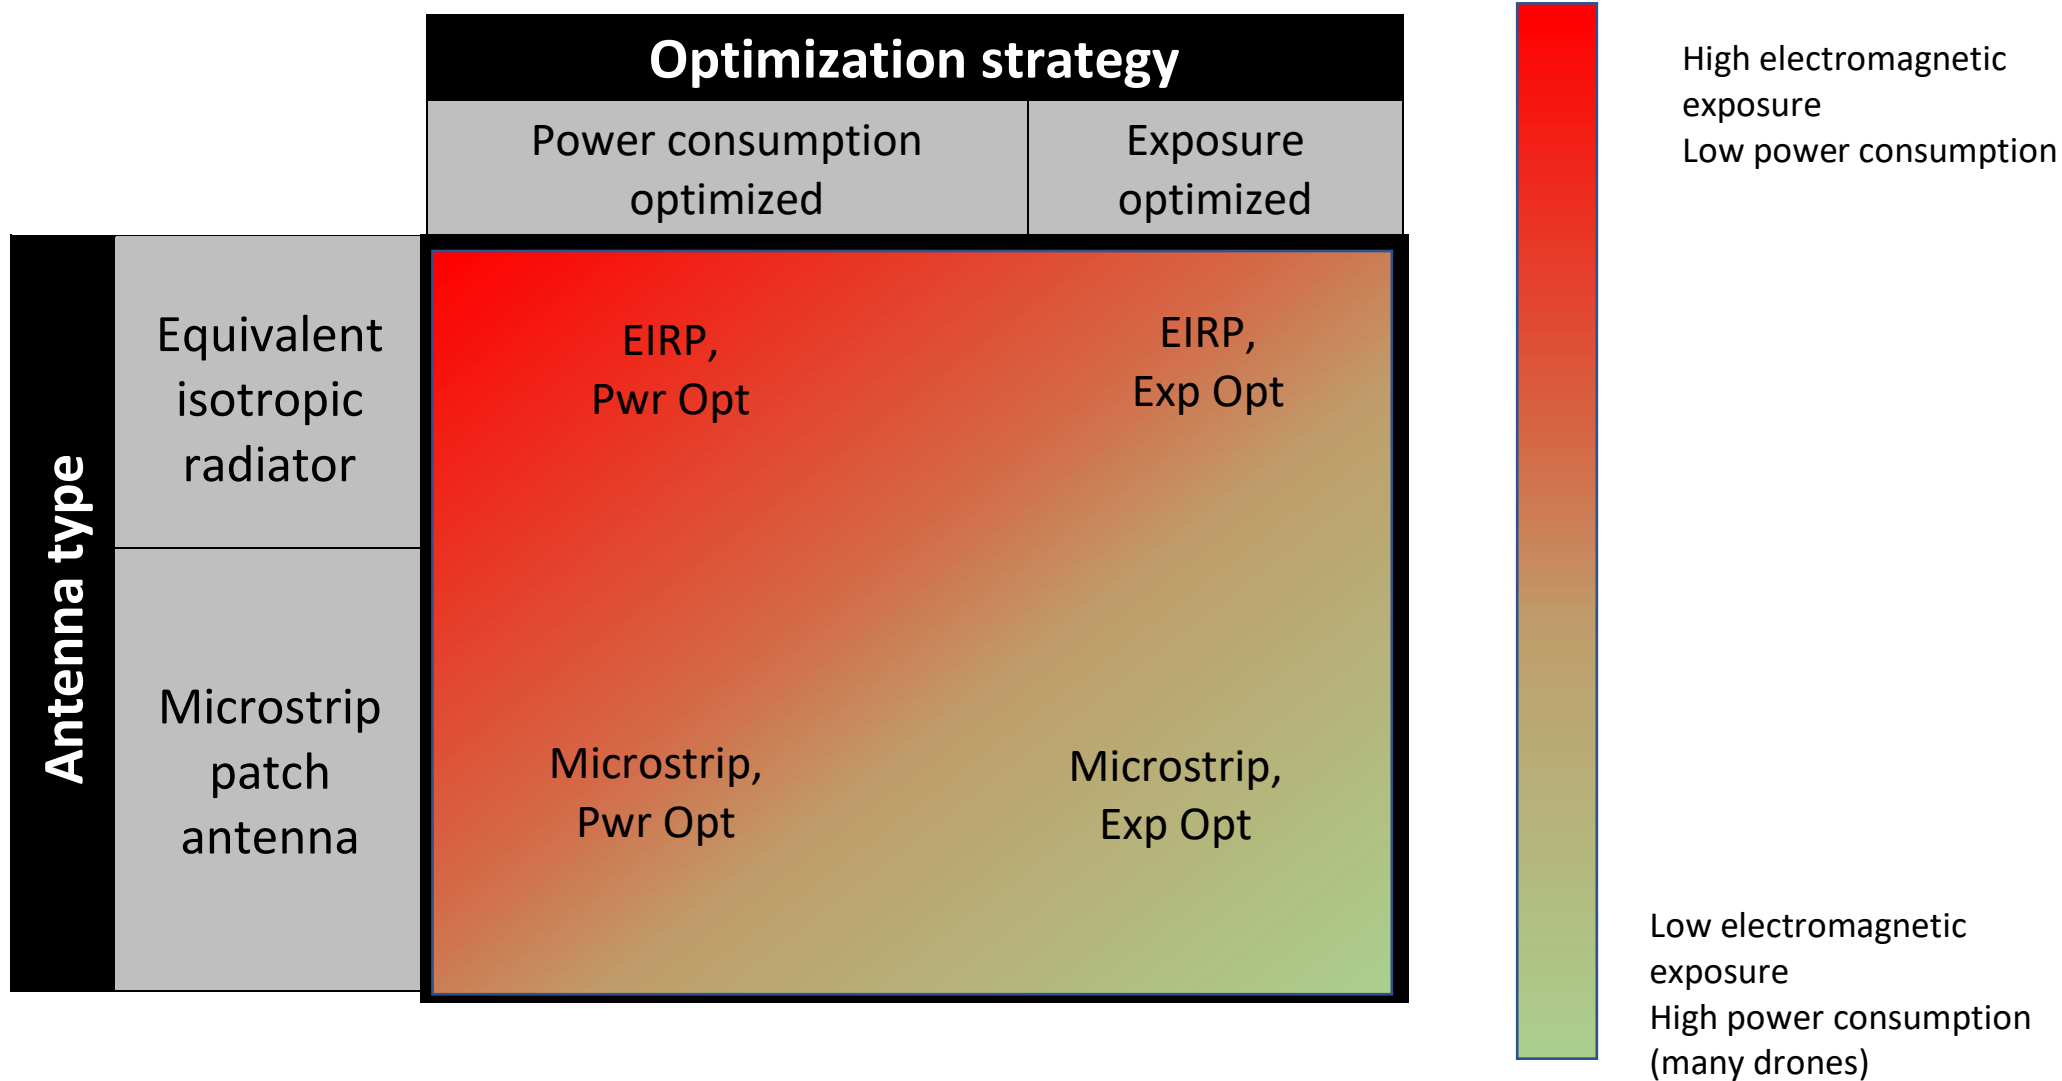 Optimization strategy
Power consumption
optimized
Exposure
optimized
Antenna type
Equivalent
isotropic
radiator
EIRP,
Pwr Opt
EIRP,
Exp Opt
Microstrip
patch
antenna
Microstrip,
Pwr Opt
Microstrip,
Exp Opt
High electromagnetic
exposure
Low power consumption
Low electromagnetic
exposure
High power consumption
(many drones)